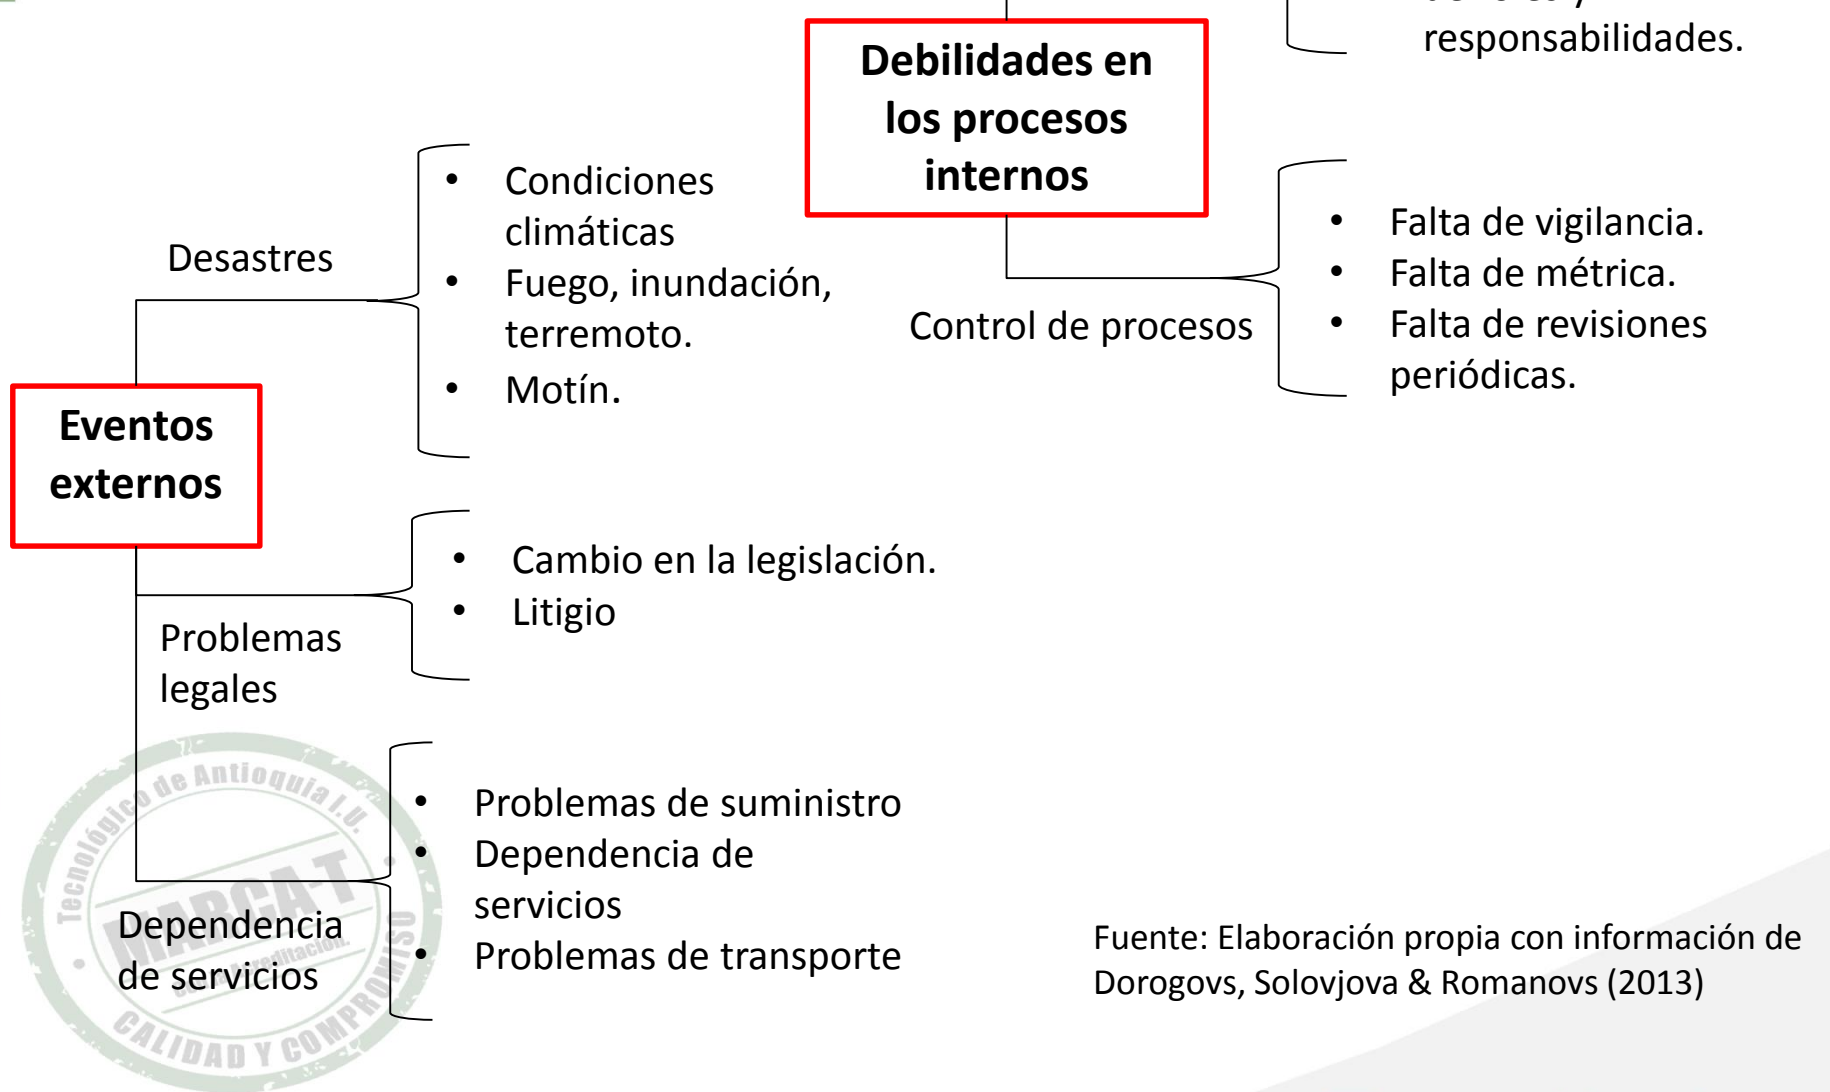 responsabilidades.
Debilidades en
los procesos
internos
• Falta de vigilancia.
• Falta de métrica.
• Falta de revisiones
periódicas.
Control de procesos
Desastres
• Condiciones
climáticas
• Fuego, inundación,
terremoto.
• Motín.
Eventos
externos
• Cambio en la legislación.
• Litigio
Problemas
legales
• Problemas de suministro
• Dependencia de
servicios
• Problemas de transporte
Dependencia
de servicios
Tecnológico de Antioquia I.U.
MARCA-T
CALIDAD Y COMPROMISO
Fuente: Elaboración propia con información de
Dorogovs, Solovjova & Romanovs (2013)